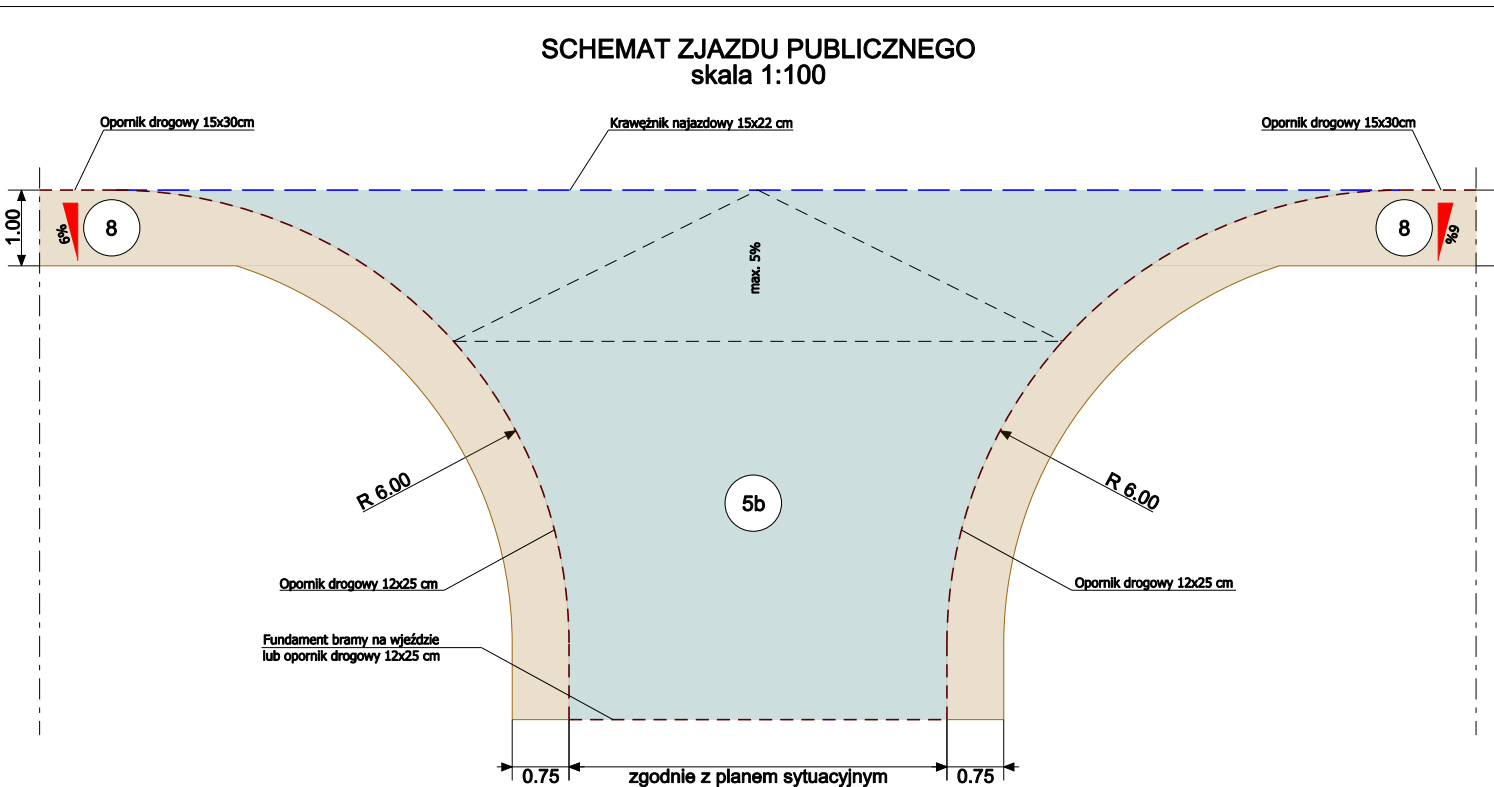 SCHEMAT ZJAZDU PUBLICZNEGO
skala 1:100
Opornik drogowy 15x30cm
Krawężnik najazdowy 15x22 cm
Opornik drogowy 15x30cm
1.00
6%
8
max. 5%
8
6%
R 6.00
5b
R 6.00
Opornik drogowy 12x25 cm
Opornik drogowy 12x25 cm
Fundament bramy na wjeździe
lub opornik drogowy 12x25 cm
0.75
zgodnie z planem sytuacyjnym
0.75